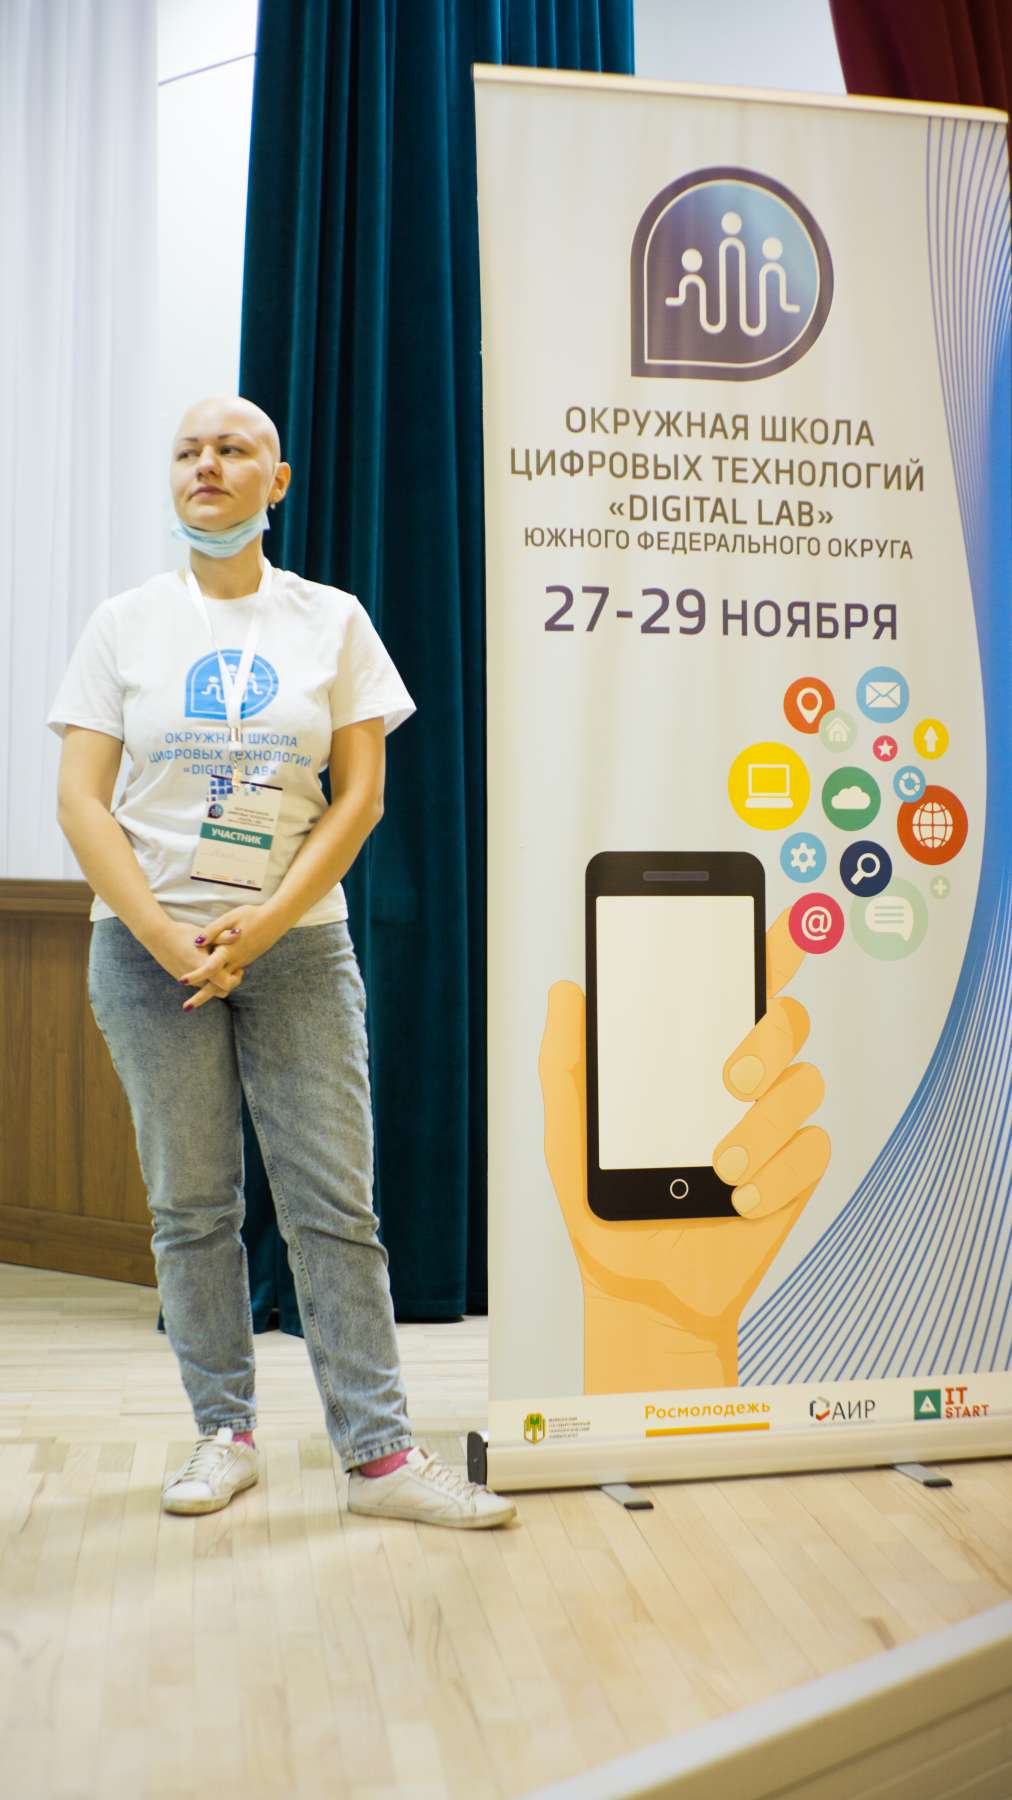 ОКРУЖНАЯ ШКОЛА
ЦИФРОВЫХ ТЕХНОЛОГИЙ
«DIGITAL LAB»
ЮЖНОГО ФЕДЕРАЛЬНОГО ОКРУГА
27-29 НОЯБРЯ
@
Росмолодежь
АИР
IT
START
ОКРУЖНАЯ ШКОЛА
ЦИФРОВЫХ ТЕХНОЛОГИЙ
«DIGITAL LAB»
УЧАСТНИК